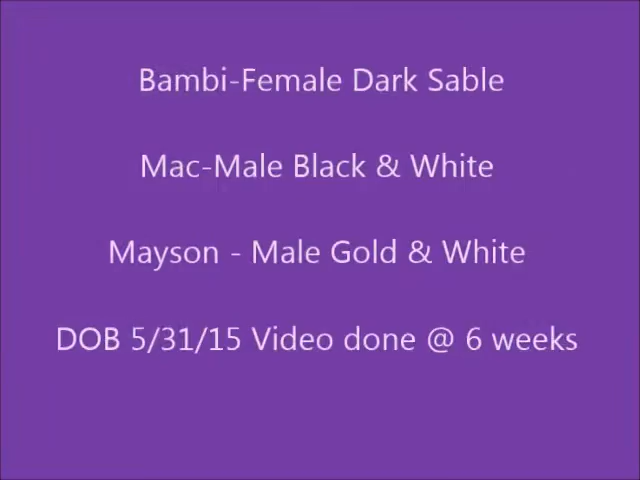 Bambi-Female Dark Sable
Mac-Male Black & White
Mayson - Male Gold & White
DOB 5/31/15 Video done @ 6 weeks